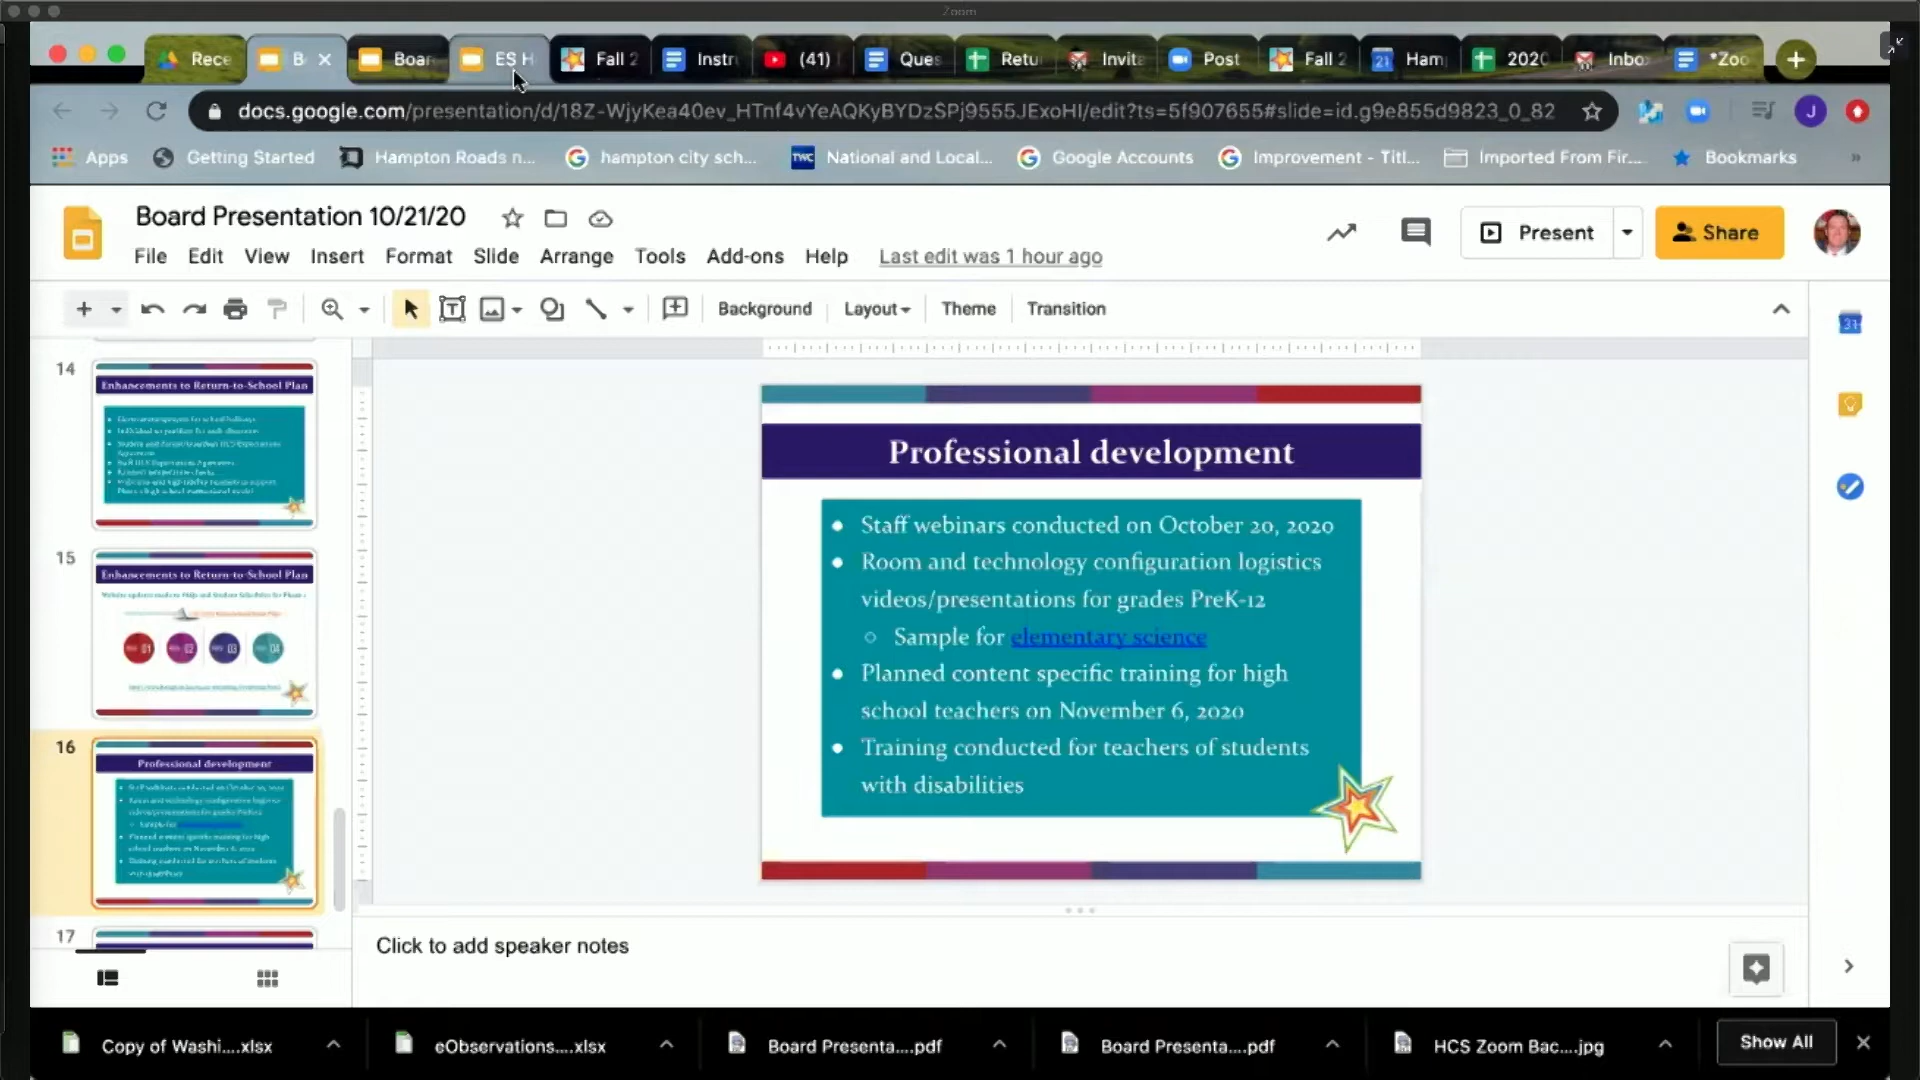 Zoom
Rece
B
Boar
ES H
Fall 2
Instr
(41)
Ques
Retu
Invite
Post
Fall 2
Ham
2020
Inbo
*Zoo
docs.google.com/presentation/d/18Z-WjyKea40ev_HTnf4vYeAQKyBYDzSPj9555JExoHI/edit?ts=5f907655#slide=id.g9e855d9823_0_82
J
Apps
Getting Started
Hampton Roads n...
hampton city sch...
TWC
National and Local...
Google Accounts
Improvement - Titl...
Imported From Fir...
Bookmarks
Board Presentation 10/21/20
File Edit View Insert Format Slide Arrange Tools Add-ons Help Last edit was 1 hour ago
Present
Share
Background Layout Theme Transition
14
Enhancements to Return-to-School Plan
15
Enhancements to Return-to-School Plan
01 02 03 04
16
Professional development
17
Professional development
Staff webinars conducted on October 20, 2020
Room and technology configuration logistics
videos/presentations for grades PreK-12
Sample for elementary science
Planned content specific training for high
school teachers on November 6, 2020
Training conducted for teachers of students
with disabilities
Click to add speaker notes
Copy of Washi....xlsx
eObservations....xlsx
Board Presenta....pdf
Board Presenta....pdf
HCS Zoom Bac....jpg
Show All